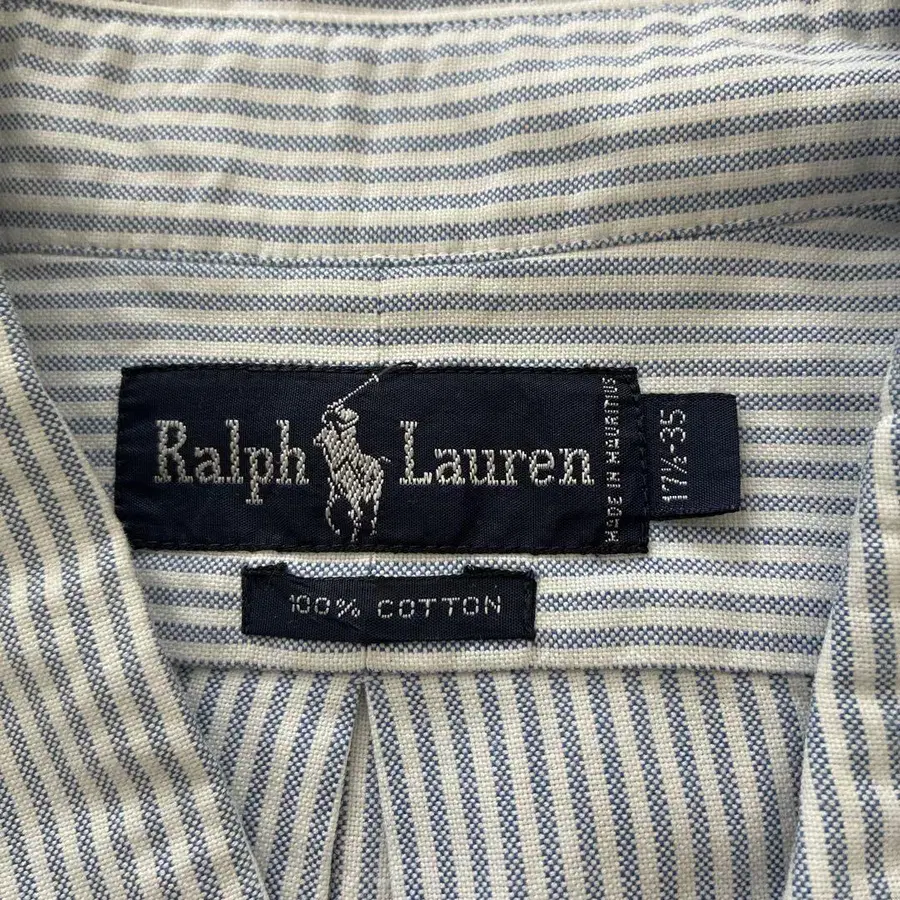 Ralph Lauren
MADE IN MAURITIUS
17½-35
100% COTTON